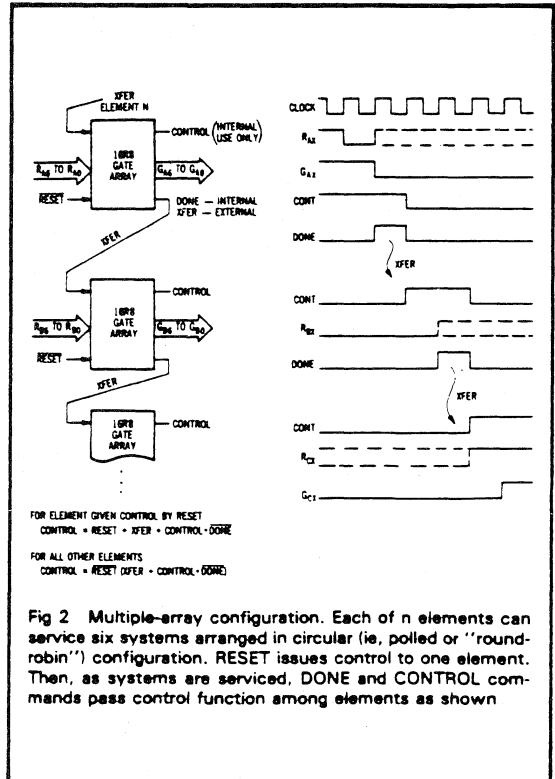 XFER
ELEMENT N
CONTROL (INTERNAL USE ONLY)
16R8
GATE
ARRAY
RA6 TO RA0
GA6 TO GA0
RESET
DONE — INTERNAL
XFER — EXTERNAL
XFER
CONTROL
16R8
GATE
ARRAY
RB6 TO RB0
GB6 TO GB0
RESET
XFER
16R8
GATE
ARRAY
CONTROL
CLOCK
RAX
GAX
CONT
DONE
XFER
CONT
RBX
DONE
XFER
CONT
RCX
GCX
FOR ELEMENT GIVEN CONTROL BY RESET
CONTROL = RESET + XFER + CONTROL · DONE
FOR ALL OTHER ELEMENTS
CONTROL = RESET (XFER + CONTROL · DONE)
Fig 2 Multiple-array configuration. Each of n elements can
service six systems arranged in circular (ie, polled or "round-
robin") configuration. RESET issues control to one element.
Then, as systems are serviced, DONE and CONTROL com-
mands pass control function among elements as shown